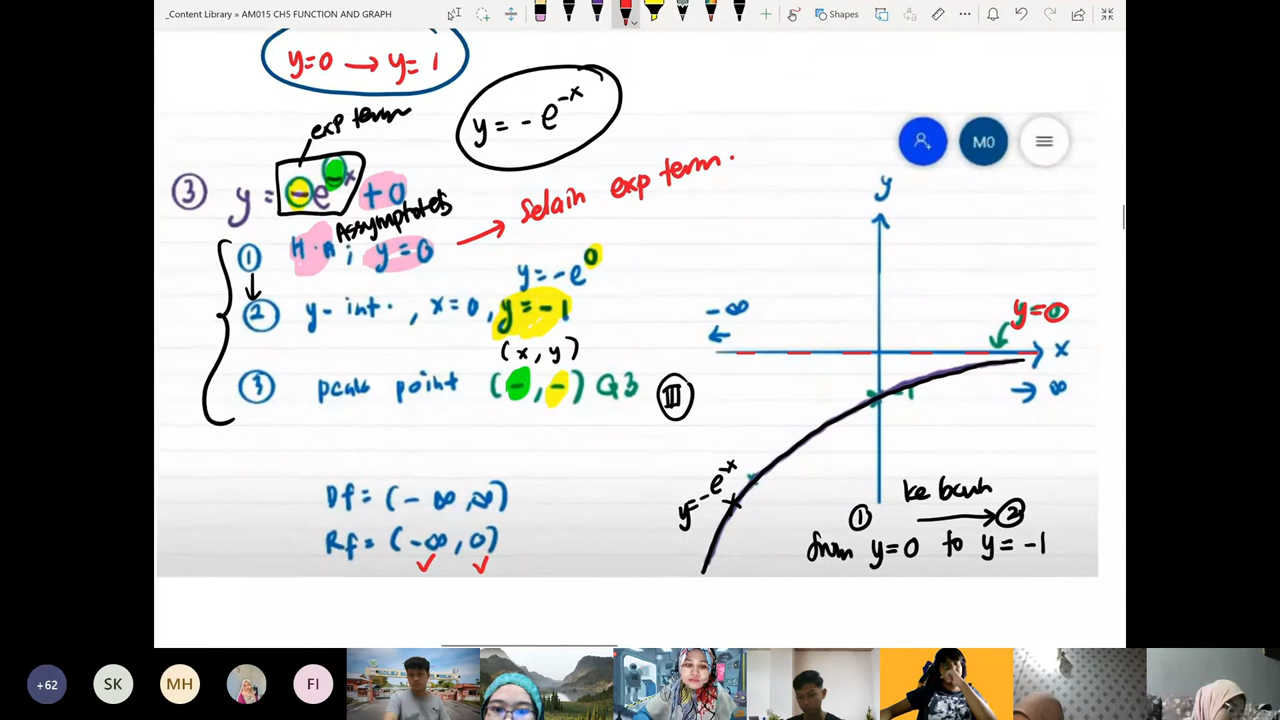 _Content Library » AM015 CH5 FUNCTION AND GRAPH
Shapes
y=0 → y=1
exp term
y = -e^-x
③ y = -e^-x + 0
Assymptotes
① H.A ; y=0 → Selain exp term.
y = -e^0
② y-int., x=0, y=-1
(x, y)
③ peak point (-,-) Q3
III
Df = (-∞,∞)
Rf = (-∞,0)
M0
y
-∞
←
y=0
x
→ ∞
-1
y=-e^-x
ke bawah
① → ②
from y=0 to y=-1
+62
SK
MH
FI